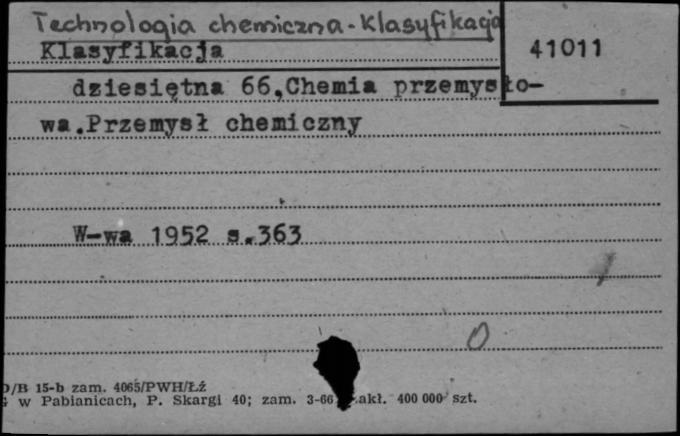 Technologia chemiczna - Klasyfikacja
Klasyfikacja
41011
dziesiętna 66,Chemia przemysło-
wa.Przemysł chemiczny
W-wa 1952 s.363
0
D/B 15-b zam. 4065/PWH/Łź
w Pabianicach, P. Skargi 40; zam. 3-66 akł. 400 000 szt.